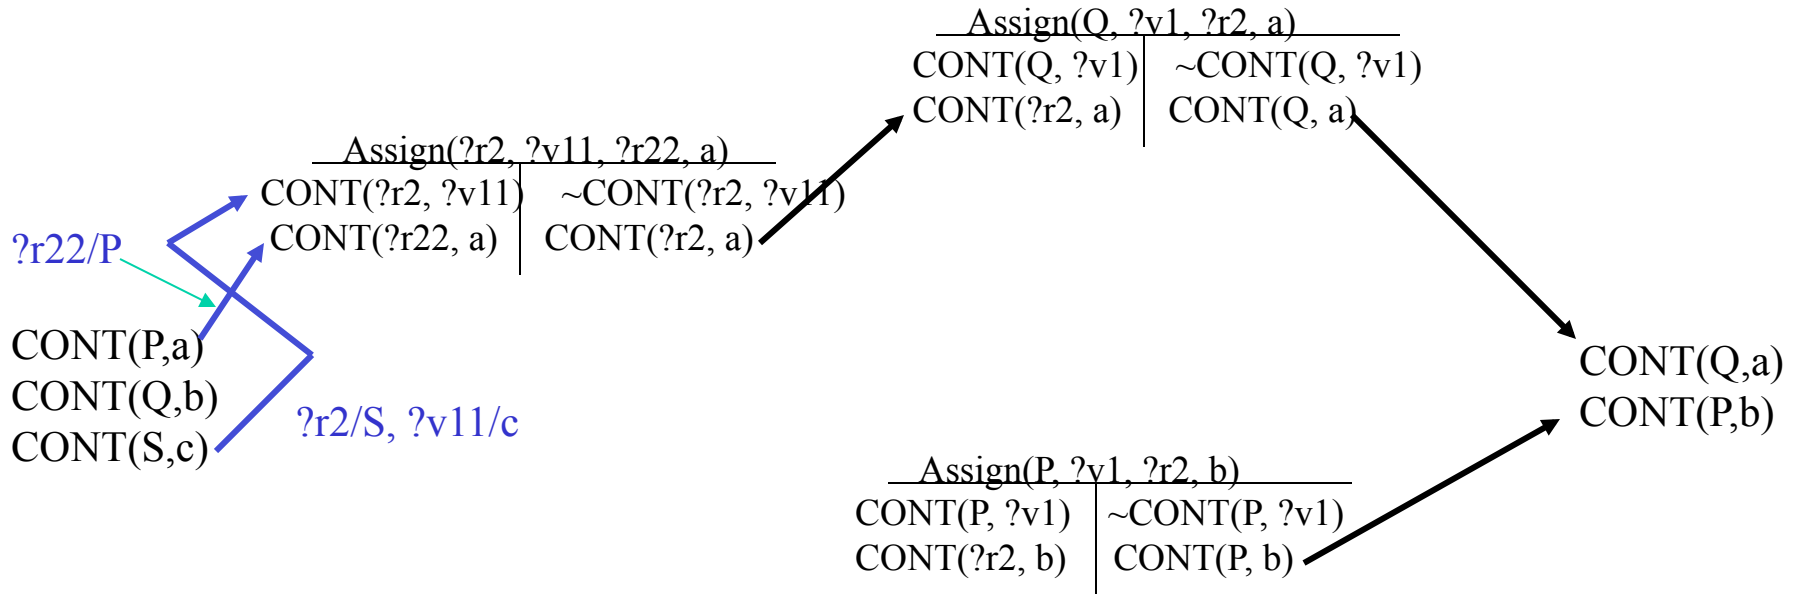 Assign(Q, ?v1, ?r2, a)
CONT(Q, ?v1) ~CONT(Q, ?v1)
CONT(?r2, a) CONT(Q, a)
Assign(?r2, ?v11, ?r22, a)
CONT(?r2, ?v11) ~CONT(?r2, ?v11)
CONT(?r22, a) CONT(?r2, a)
?r22/P
CONT(P,a)
CONT(Q,b)
CONT(S,c)
?r2/S, ?v11/c
CONT(Q,a)
CONT(P,b)
Assign(P, ?v1, ?r2, b)
CONT(P, ?v1) ~CONT(P, ?v1)
CONT(?r2, b) CONT(P, b)